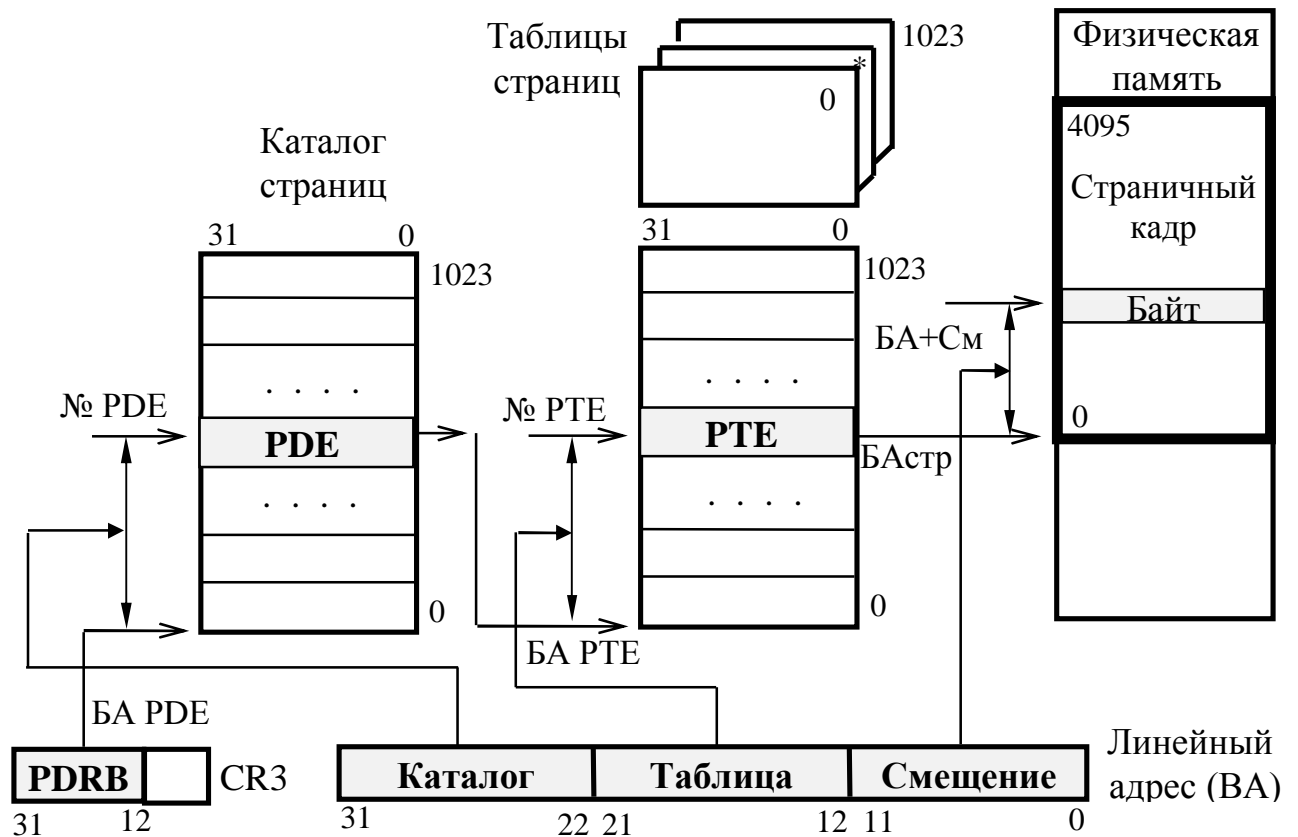 Таблицы
страниц
1023
*
0
Физическая
память
4095
Страничный
кадр
Байт
0
Каталог
страниц
31 0
1023
. . . .
№ PDE
PDE
. . . .
0
БА PDE
31 0
1023
. . . .
№ PTE
PTE
. . . .
0
БА PTE
БА+См
БАстр
PDRB
CR3
31 12
Каталог Таблица Смещение
31 22 21 12 11 0
Линейный
адрес (ВА)